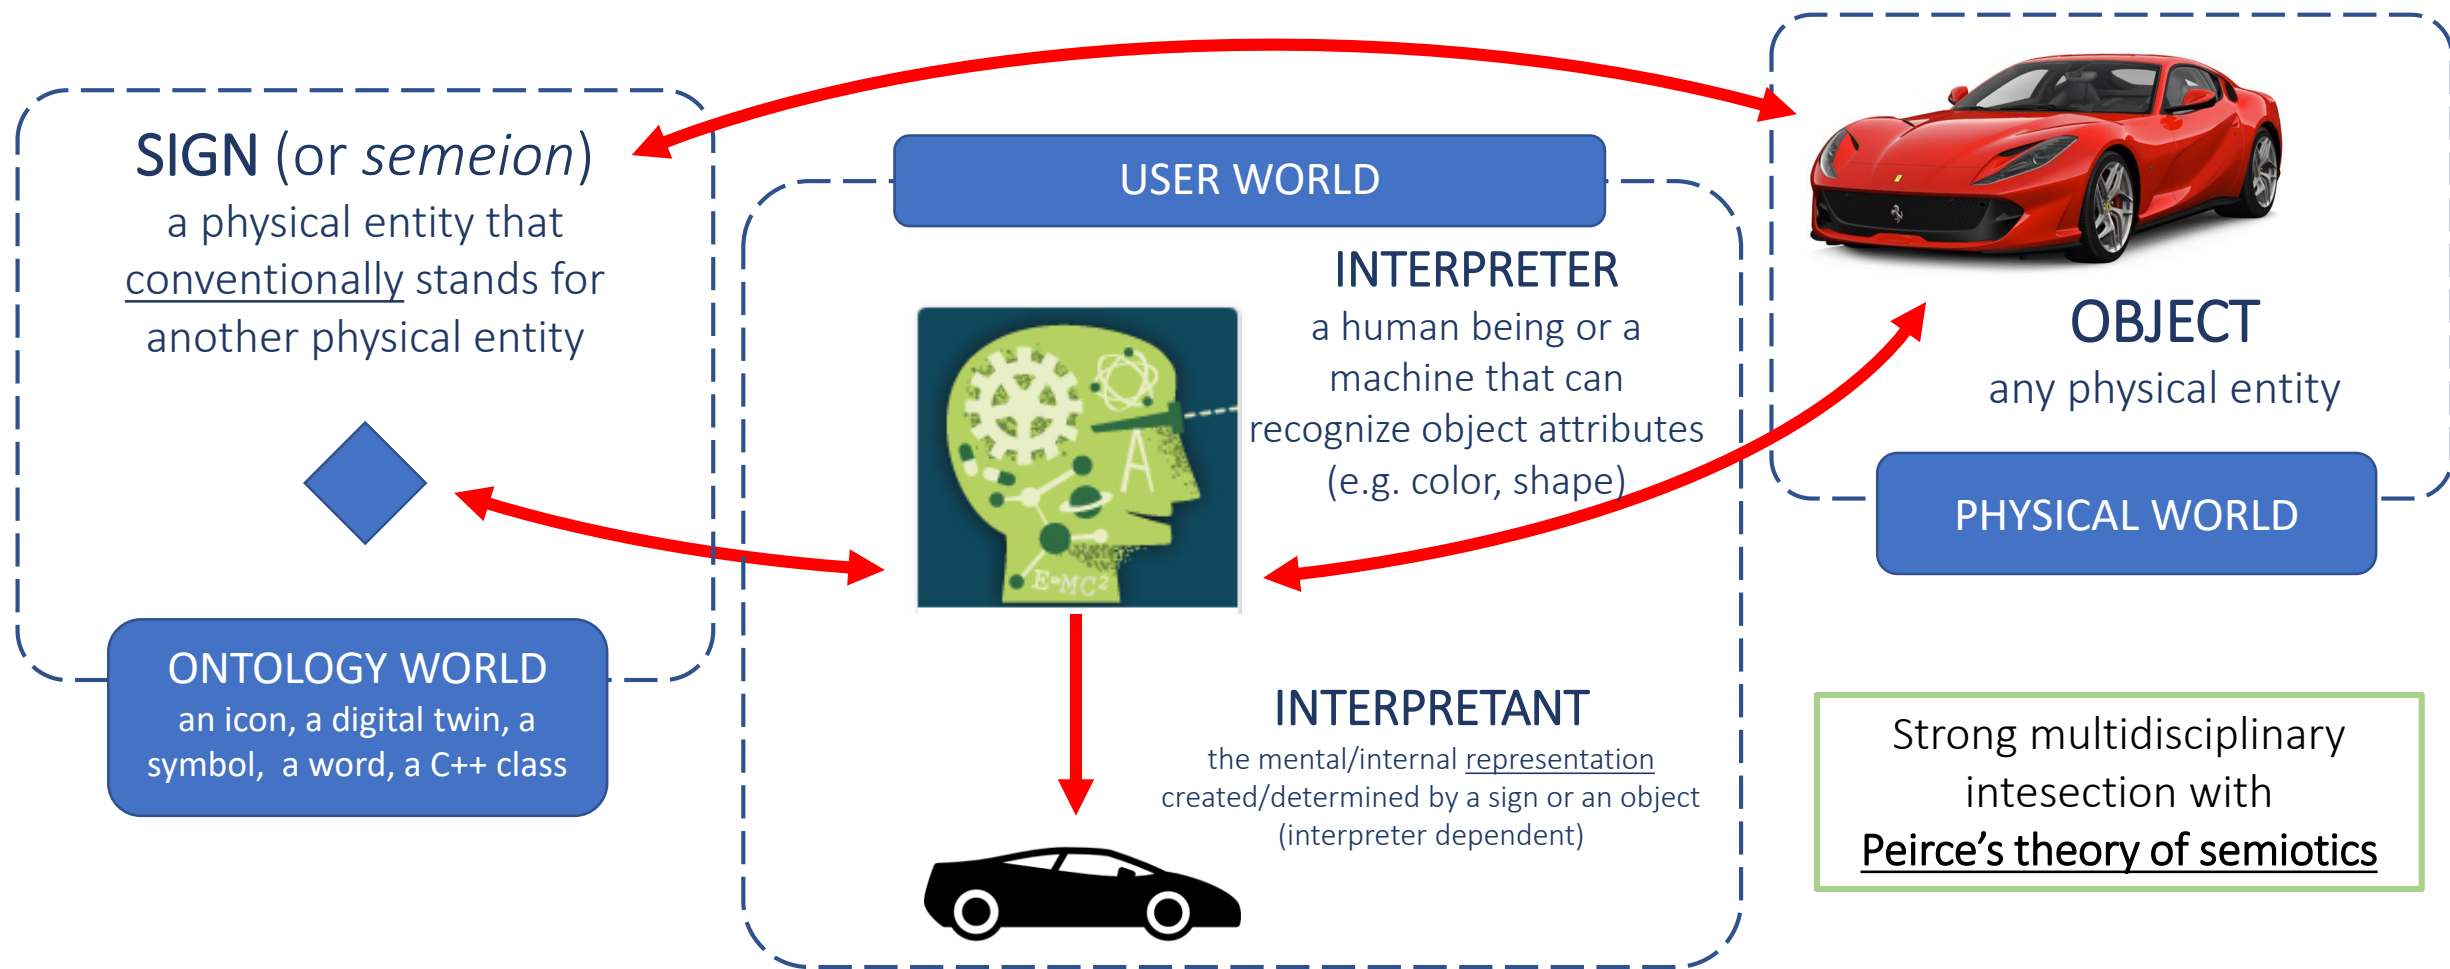 SIGN (or semeion)
a physical entity that
conventionally stands for
another physical entity
ONTOLOGY WORLD
an icon, a digital twin, a
symbol, a word, a C++ class
USER WORLD
INTERPRETER
a human being or a
machine that can
recognize object attributes
(e.g. color, shape)
A
E=MC²
INTERPRETANT
the mental/internal representation
created/determined by a sign or an object
(interpreter dependent)
OBJECT
any physical entity
PHYSICAL WORLD
Strong multidisciplinary
intesection with
Peirce’s theory of semiotics